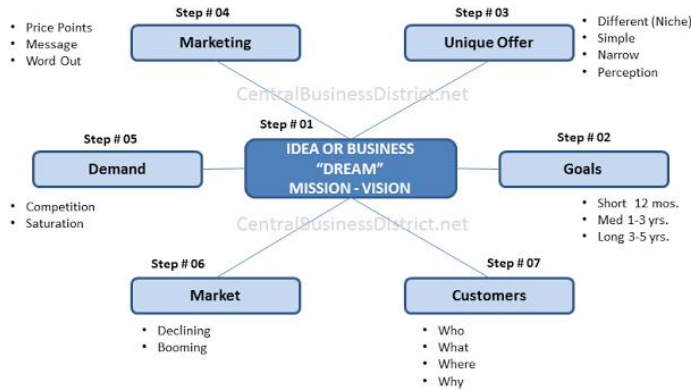 Step # 04
Marketing
• Price Points
• Message
• Word Out
Step # 03
Unique Offer
• Different (Niche)
• Simple
• Narrow
• Perception
CentralBusinessDistrict.net
Step # 01
IDEA OR BUSINESS
“DREAM”
MISSION - VISION
Step # 05
Demand
• Competition
• Saturation
Step # 02
Goals
• Short 12 mos.
• Med 1-3 yrs.
• Long 3-5 yrs.
CentralBusinessDistrict.net
Step # 06
Market
• Declining
• Booming
Step # 07
Customers
• Who
• What
• Where
• Why